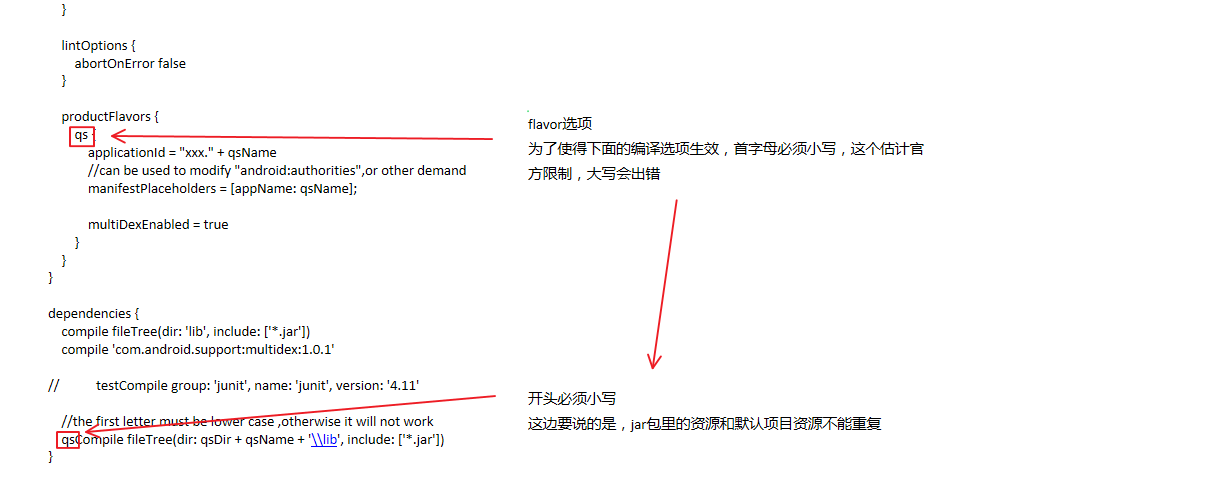 }
lintOptions {
abortOnError false
}
productFlavors {
qs {
applicationId = "xxx." + qsName
//can be used to modify "android:authorities",or other demand
manifestPlaceholders = [appName: qsName];
multiDexEnabled = true
}
}
}
dependencies {
compile fileTree(dir: 'lib', include: ['*.jar'])
compile 'com.android.support:multidex:1.0.1'
// testCompile group: 'junit', name: 'junit', version: '4.11'
//the first letter must be lower case ,otherwise it will not work
qsCompile fileTree(dir: qsDir + qsName + '\\lib', include: ['*.jar'])
}
flavor选项
为了使得下面的编译选项生效，首字母必须小写，这个估计官
方限制，大写会出错
开头必须小写
这边要说的是，jar包里的资源和默认项目资源不能重复